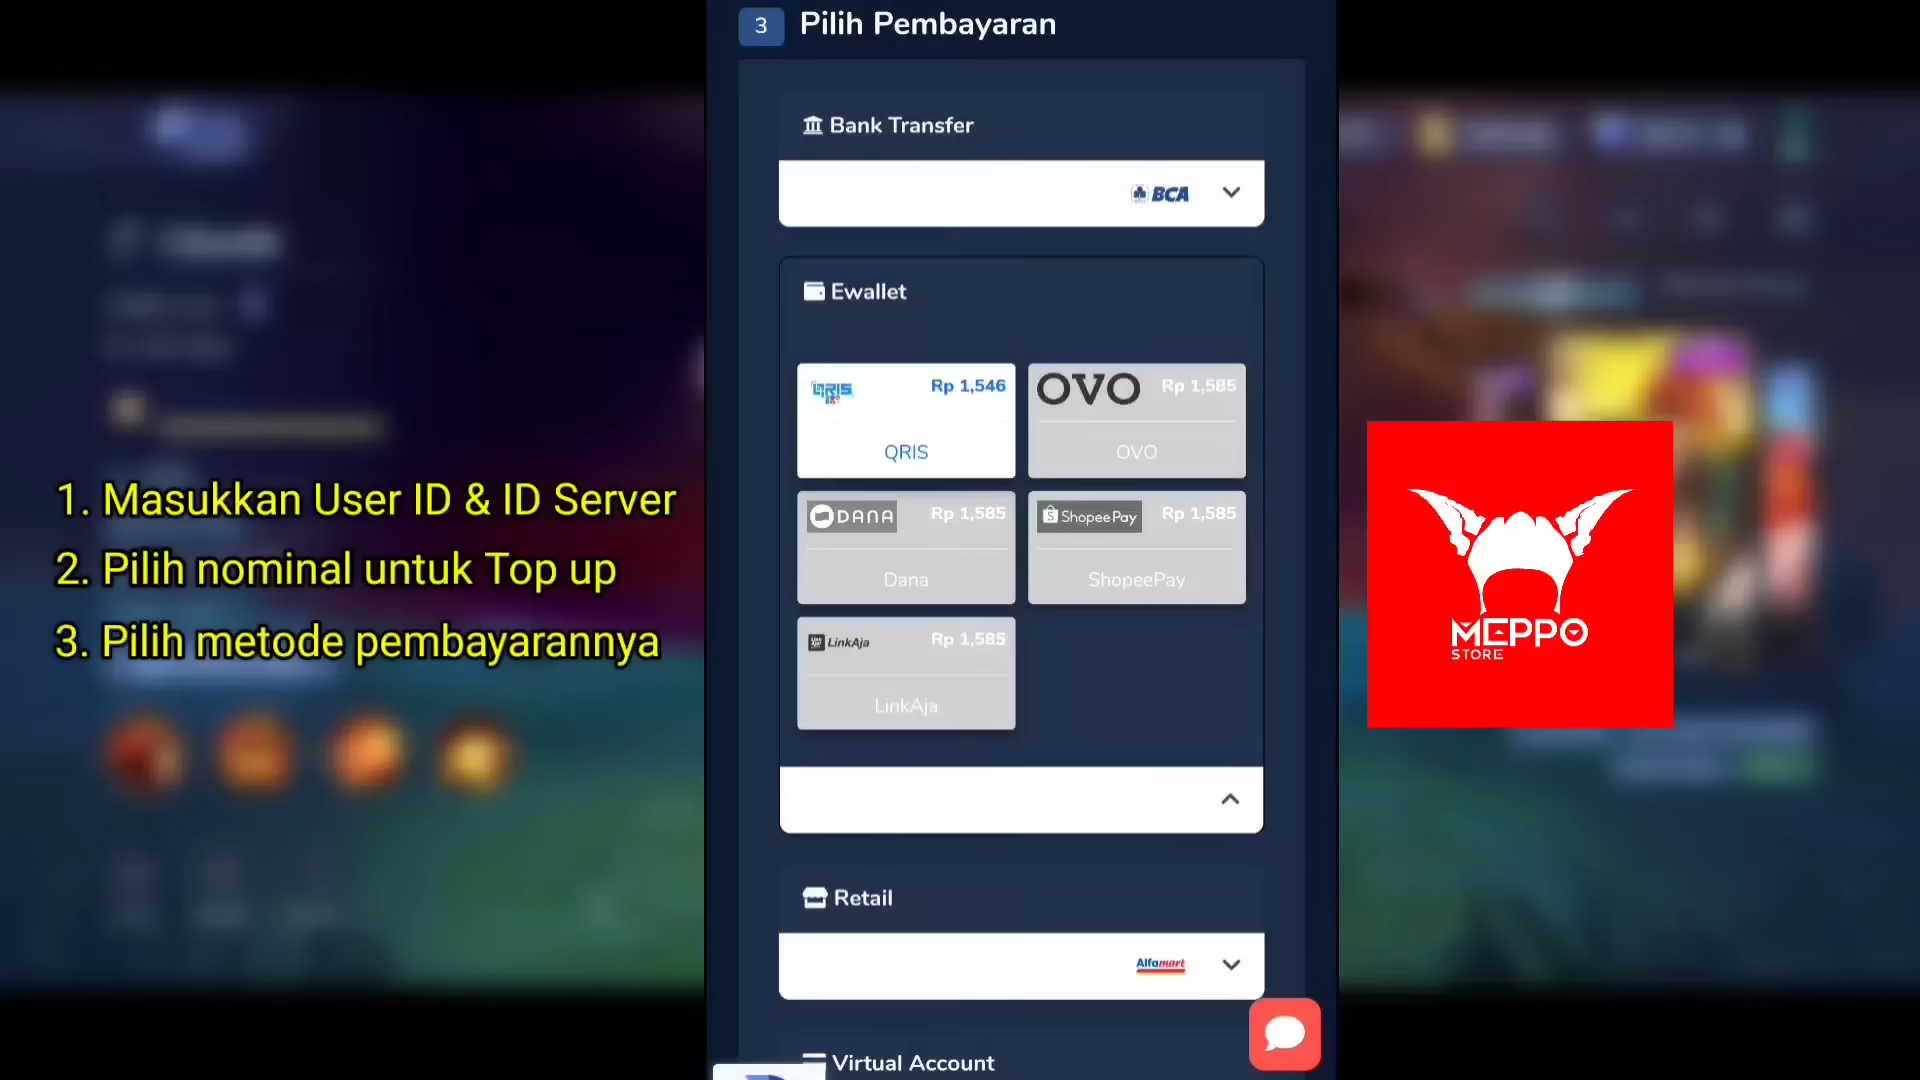 3 Pilih Pembayaran
Bank Transfer
BCA
Ewallet
QRIS Rp 1,546
QRIS
OVO Rp 1,585
OVO
DANA Rp 1,585
Dana
ShopeePay Rp 1,585
ShopeePay
LinkAja Rp 1,585
LinkAja
Retail
Alfamart
Virtual Account
1. Masukkan User ID & ID Server
2. Pilih nominal untuk Top up
3. Pilih metode pembayarannya
MEPPO
STORE